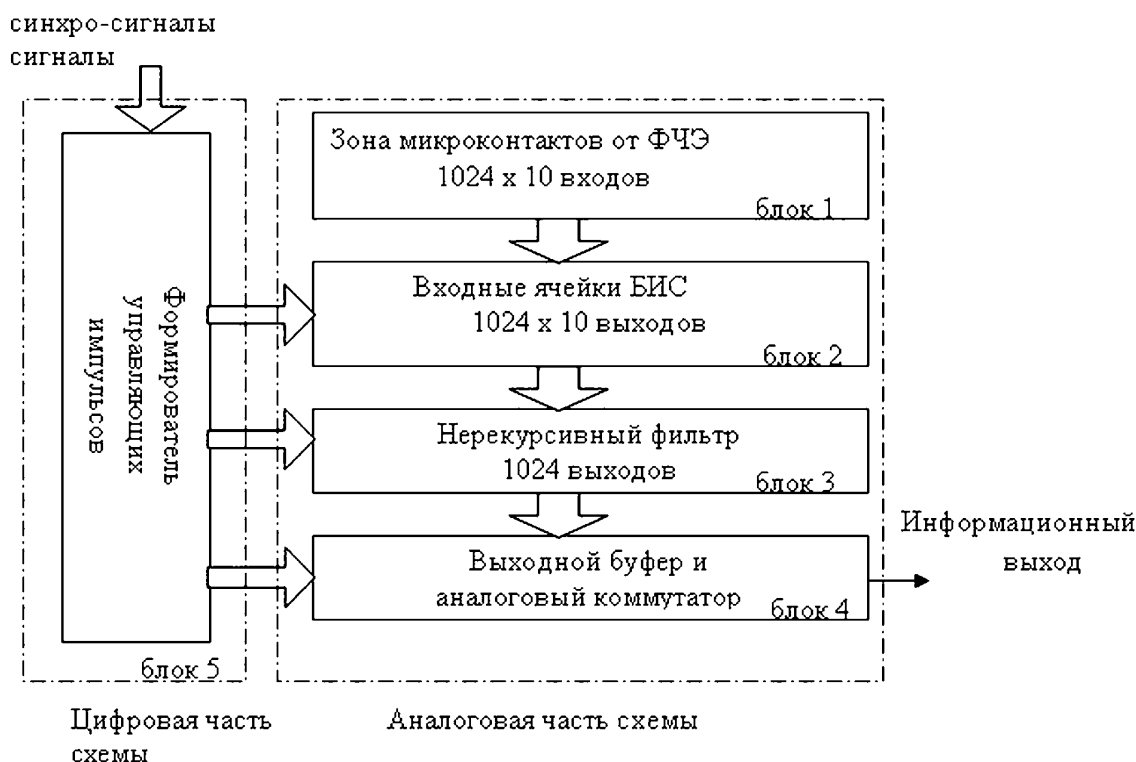 синхро-сигналы
сигналы
Зона микроконтактов от ФЧЭ
1024 х 10 входов
блок 1
Входные ячейки БИС
1024 х 10 выходов
блок 2
Формирователь
управляющих
импульсов
Нерекурсивный фильтр
1024 выходов
блок 3
Выходной буфер и
аналоговый коммутатор
блок 4
Информационный
выход
блок 5
Цифровая часть
схемы
Аналоговая часть схемы